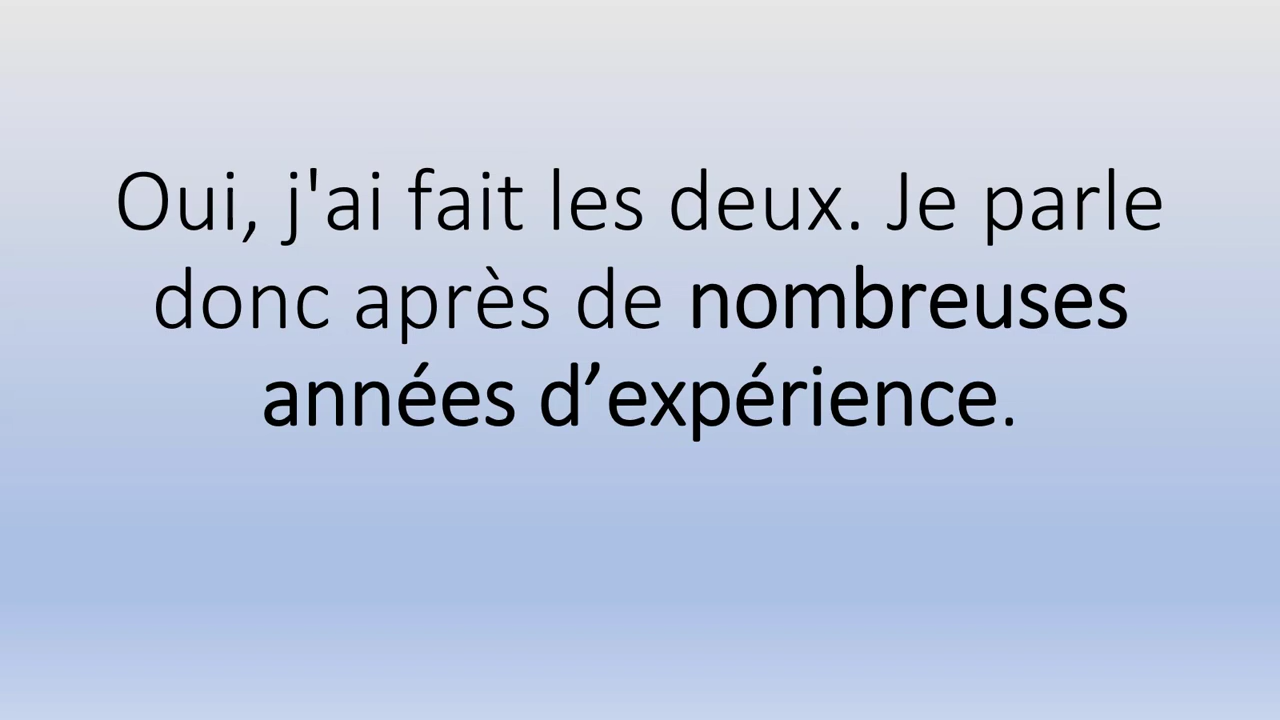 Oui, j'ai fait les deux. Je parle
donc après de nombreuses
années d’expérience.